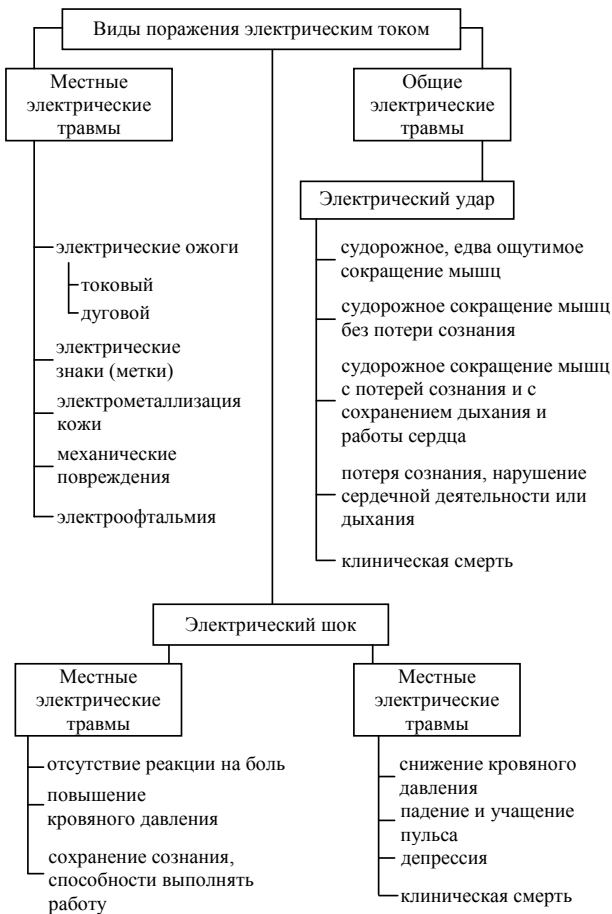 Виды поражения электрическим током
Местные
электрические
травмы
Общие
электрические
травмы
Электрический удар
электрические ожоги
токовый
дуговой
электрические
знаки (метки)
электрометаллизация
кожи
механические
повреждения
электроофтальмия
судорожное, едва ощутимое
сокращение мышц
судорожное сокращение мышц
без потери сознания
судорожное сокращение мышц
с потерей сознания и с
сохранением дыхания и
работы сердца
потеря сознания, нарушение
сердечной деятельности или
дыхания
клиническая смерть
Электрический шок
Местные
электрические
травмы
отсутствие реакции на боль
повышение
кровяного давления
сохранение сознания,
способности выполнять
работу
Местные
электрические
травмы
снижение кровяного
давления
падение и учащение
пульса
депрессия
клиническая смерть